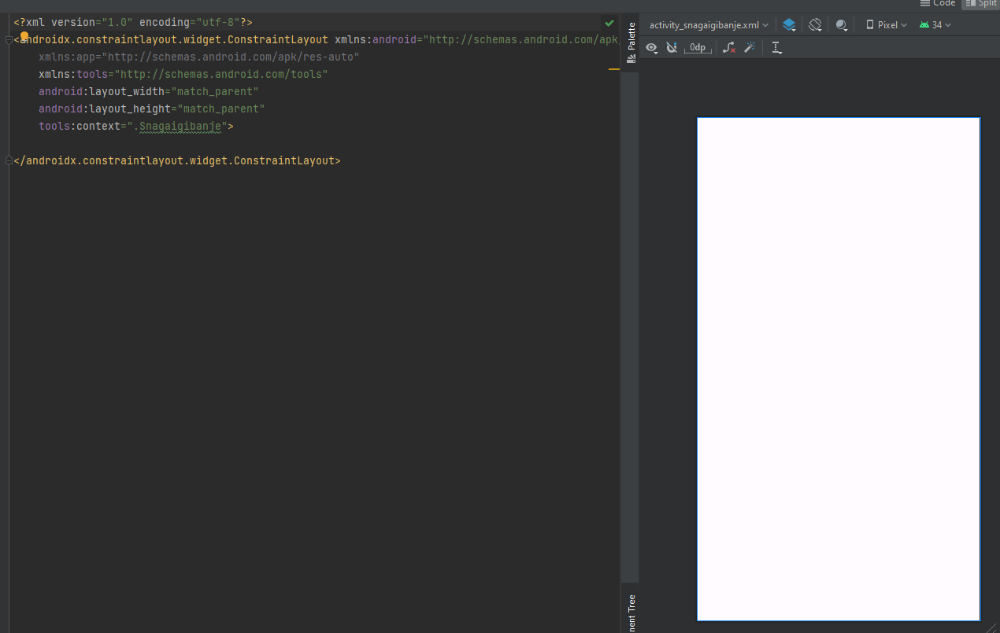 Code
Split
<?xml version="1.0" encoding="utf-8"?>
<androidx.constraintlayout.widget.ConstraintLayout xmlns:android="http://schemas.android.com/apk/
    xmlns:app="http://schemas.android.com/apk/res-auto"
    xmlns:tools="http://schemas.android.com/tools"
    android:layout_width="match_parent"
    android:layout_height="match_parent"
    tools:context=".Snagaigibanje">
</androidx.constraintlayout.widget.ConstraintLayout>
Palette
activity_snagaigibanje.xml
Pixel
34
0dp
nent Tree